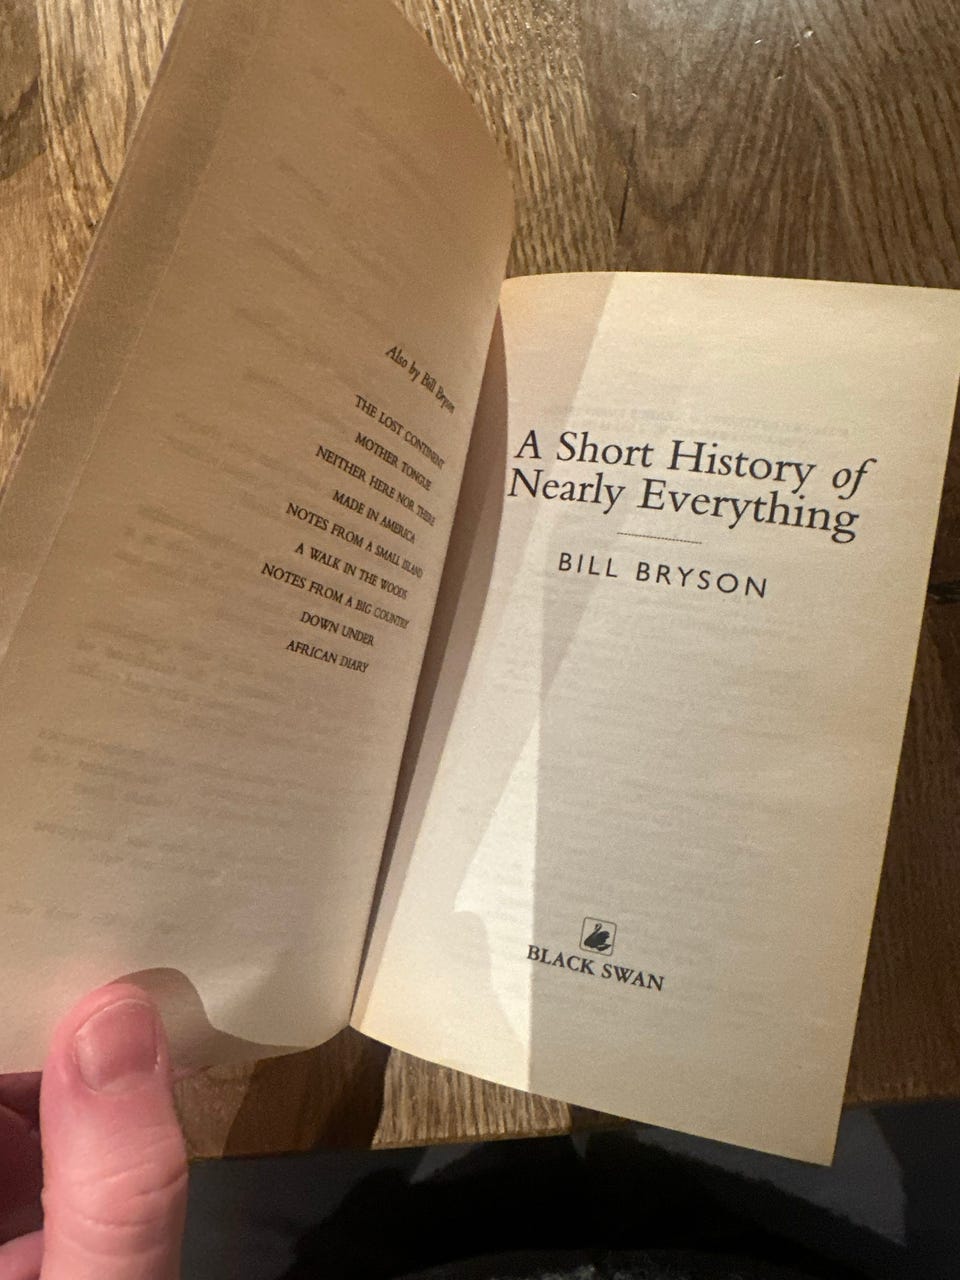 Also by Bill Bryson
THE LOST CONTINENT
MOTHER TONGUE
NEITHER HERE NOR THERE
MADE IN AMERICA
NOTES FROM A SMALL ISLAND
A WALK IN THE WOODS
NOTES FROM A BIG COUNTRY
DOWN UNDER
AFRICAN DIARY
A Short History of
Nearly Everything
BILL BRYSON
BLACK SWAN